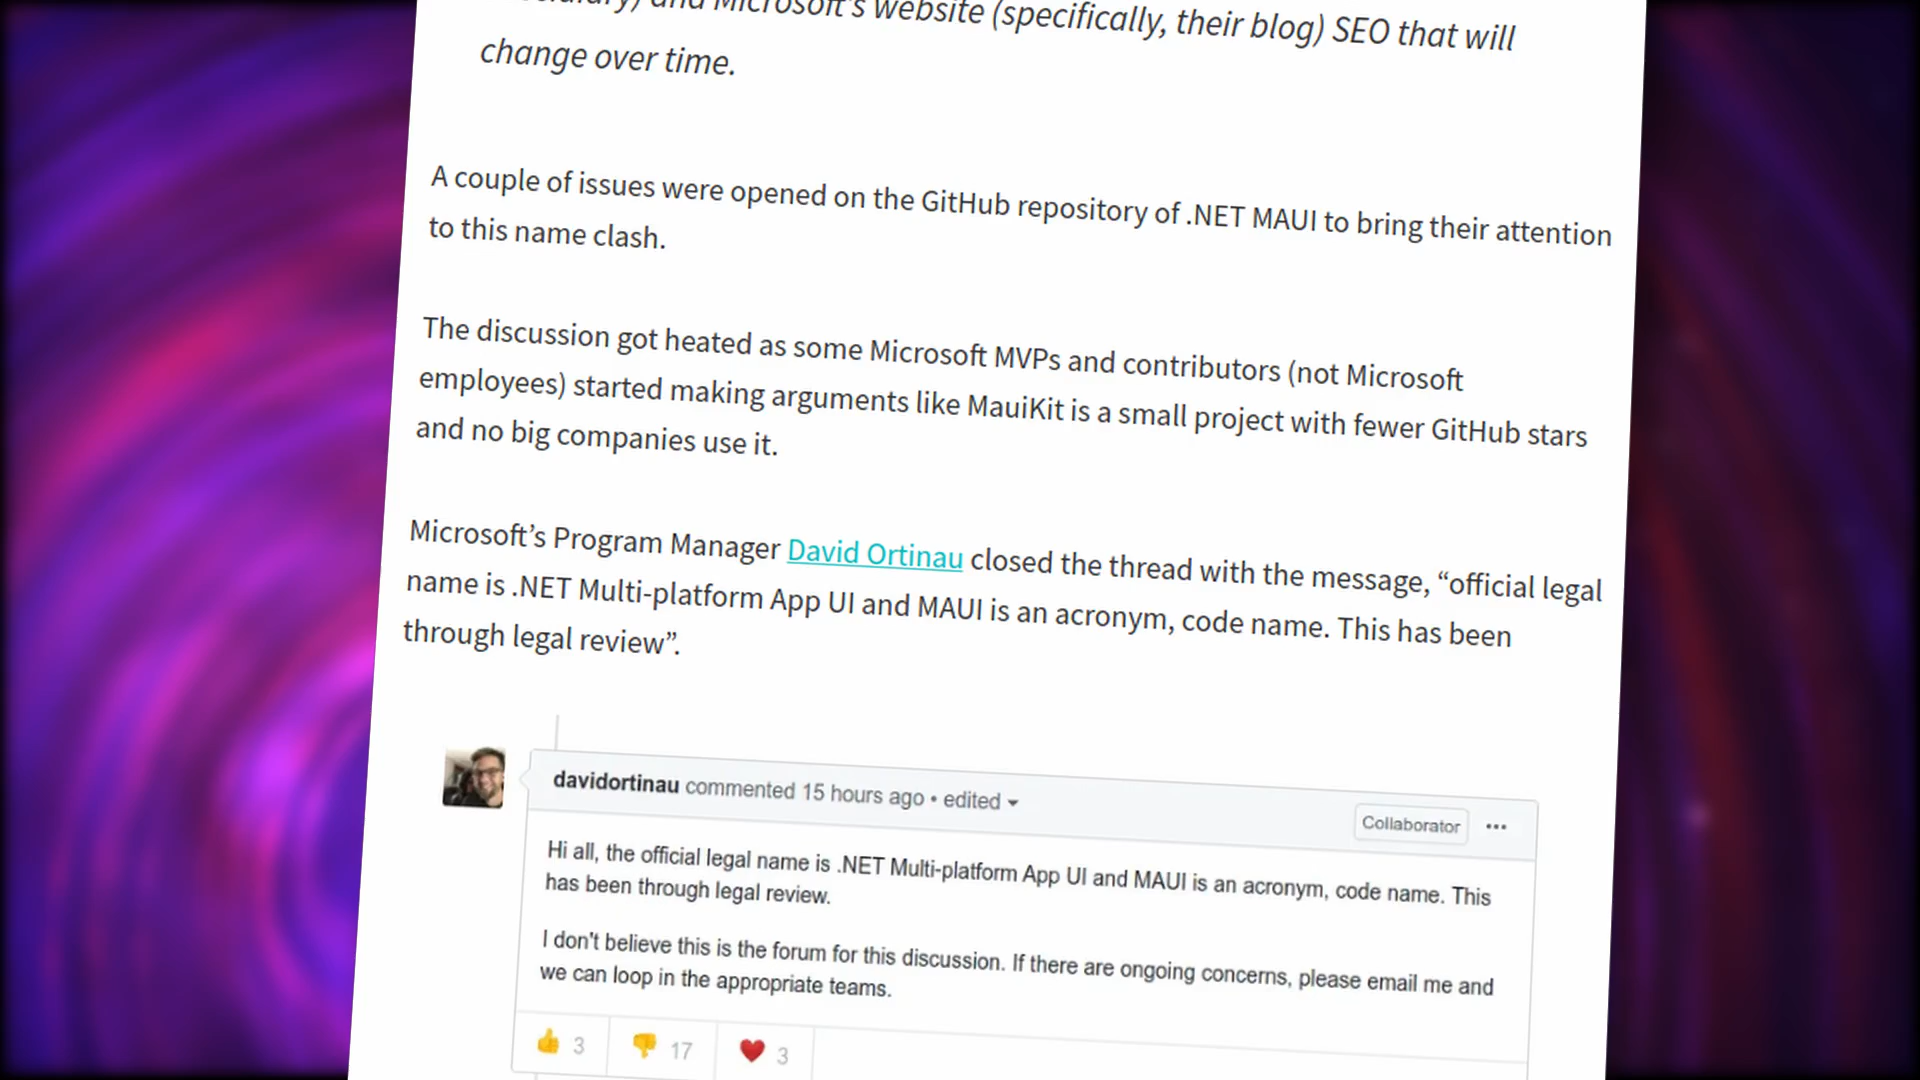 and Microsoft's website (specifically, their blog) SEO that will
change over time.
A couple of issues were opened on the GitHub repository of .NET MAUI to bring their attention
to this name clash.
The discussion got heated as some Microsoft MVPs and contributors (not Microsoft
employees) started making arguments like MauiKit is a small project with fewer GitHub stars
and no big companies use it.
Microsoft’s Program Manager David Ortinau closed the thread with the message, “official legal
name is .NET Multi-platform App UI and MAUI is an acronym, code name. This has been
through legal review”.
davidortinau commented 15 hours ago • edited
Collaborator ...
Hi all, the official legal name is .NET Multi-platform App UI and MAUI is an acronym, code name. This
has been through legal review.
I don't believe this is the forum for this discussion. If there are ongoing concerns, please email me and
we can loop in the appropriate teams.
3 17 3